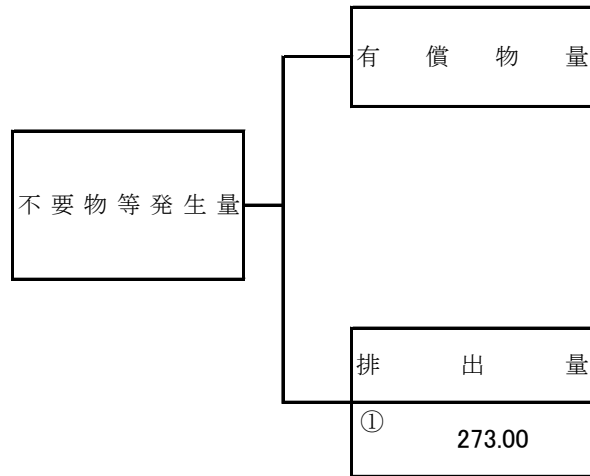 有償物量
不要物等発生量
排出量
①
273.00